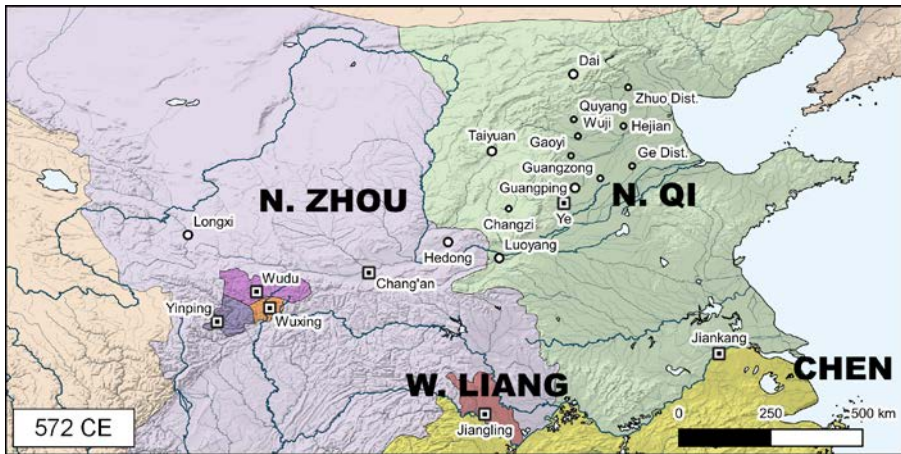 Dai
Zhuo Dist.
Quyang
Wuji
Hejian
Taiyuan
Gaoyi
Ge Dist.
Guangzong
Guangping
N. ZHOU
N. QI
Longxi
Changzi
Ye
Hedong
Luoyang
Wudu
Chang'an
Yinping
Wuxing
Jiankang
CHEN
W. LIANG
Jiangling
572 CE
0 250 500 km